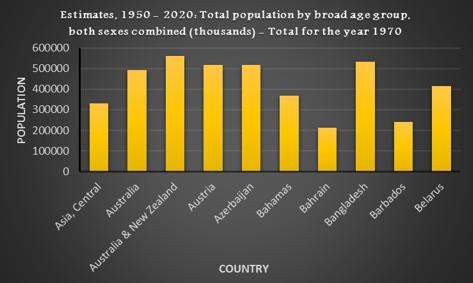 Estimates, 1950 - 2020: Total population by broad age group,
both sexes combined (thousands) - Total for the year 1970
600000
500000
400000
300000
200000
100000
0
POPULATION
Asia, Central
Australia
Australia & New Zealand
Austria
Azerbaijan
Bahamas
Bahrain
Bangladesh
Barbados
Belarus
COUNTRY